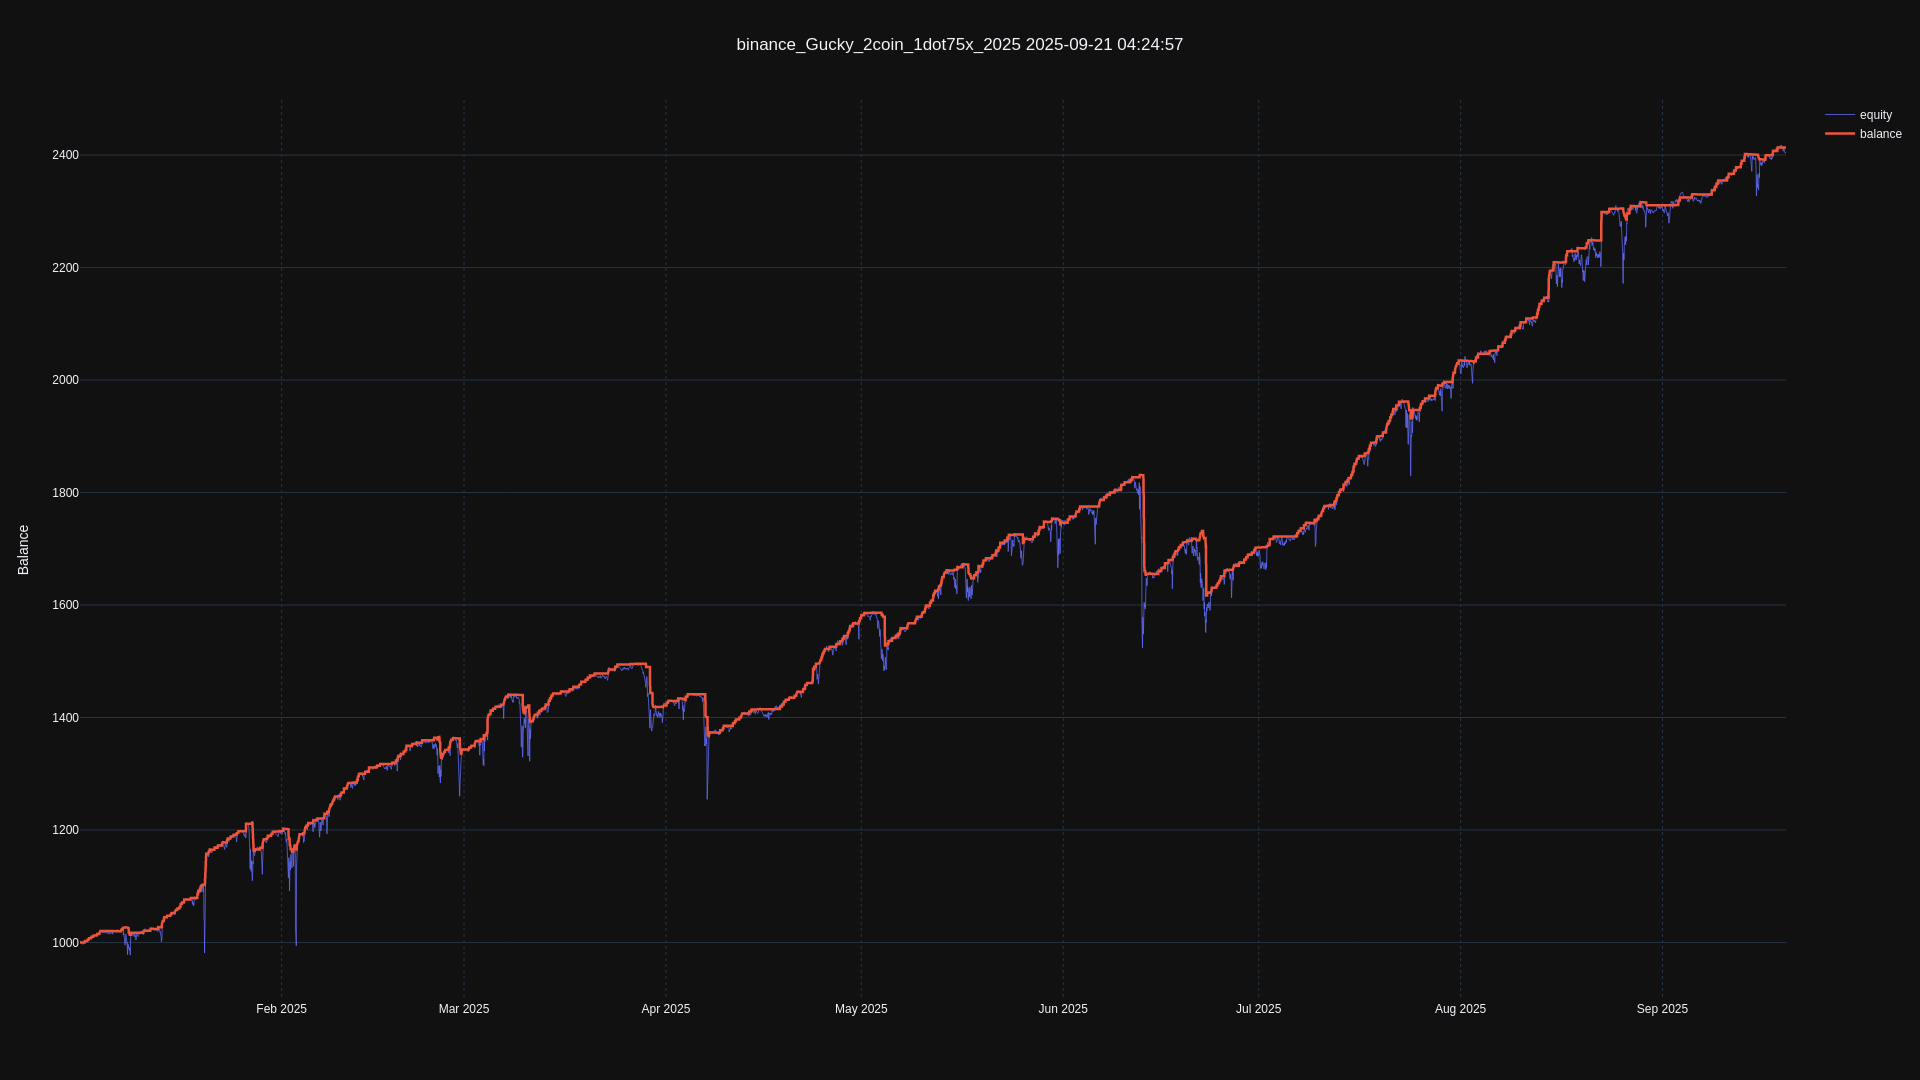 binance_Gucky_2coin_1dot75x_2025 2025-09-21 04:24:57
equity
balance
2400
2200
2000
1800
1600
1400
1200
1000
Balance
Feb 2025
Mar 2025
Apr 2025
May 2025
Jun 2025
Jul 2025
Aug 2025
Sep 2025